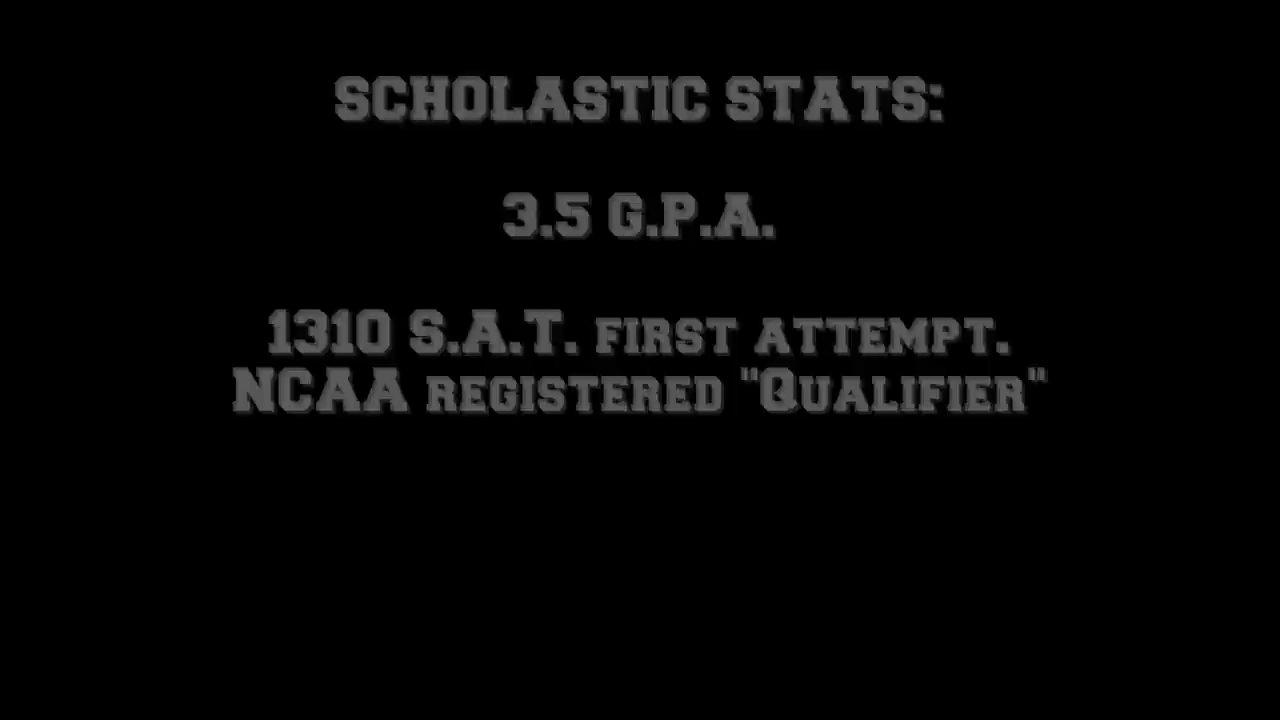 SCHOLASTIC STATS:
3.5 G.P.A.
1310 S.A.T. FIRST ATTEMPT.
NCAA REGISTERED "QUALIFIER"